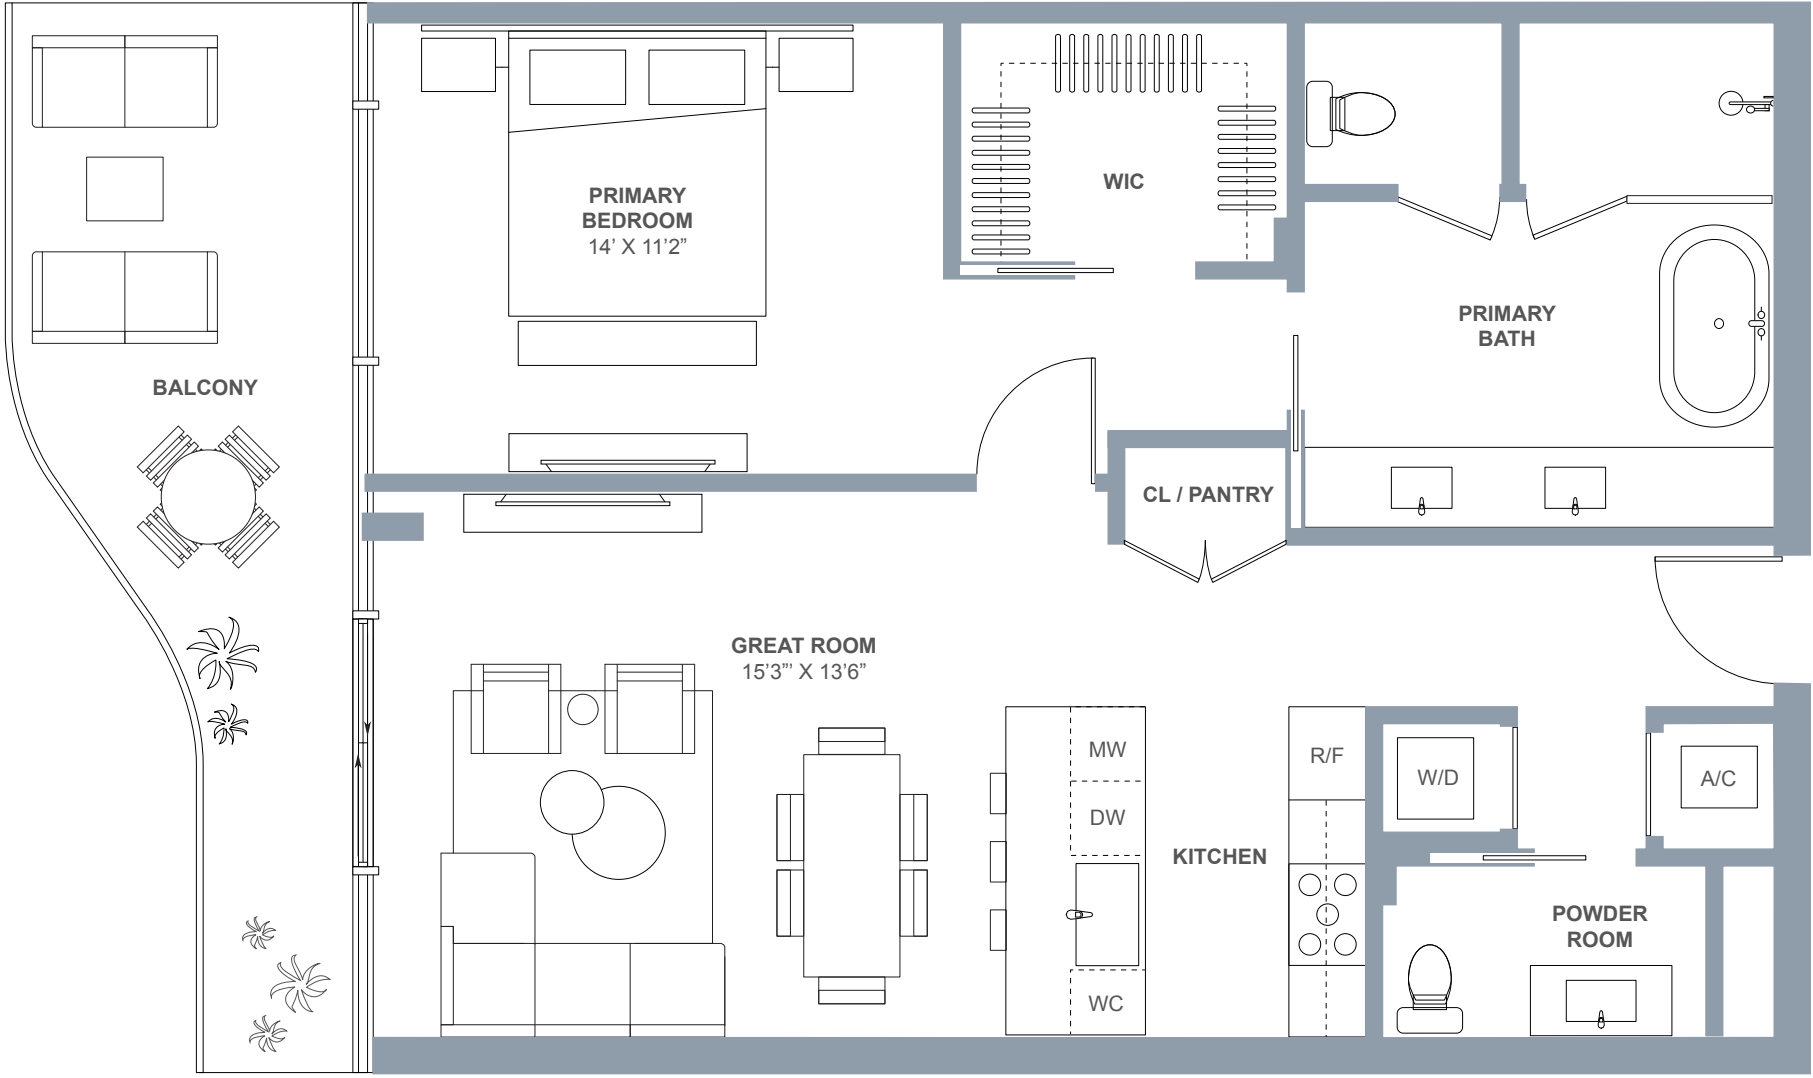 PRIMARY
BEDROOM
14’ X 11’2”
WIC
PRIMARY
BATH
BALCONY
CL / PANTRY
GREAT ROOM
15’3”’ X 13’6”
MW
DW
WC
KITCHEN
R/F
W/D
A/C
POWDER
ROOM